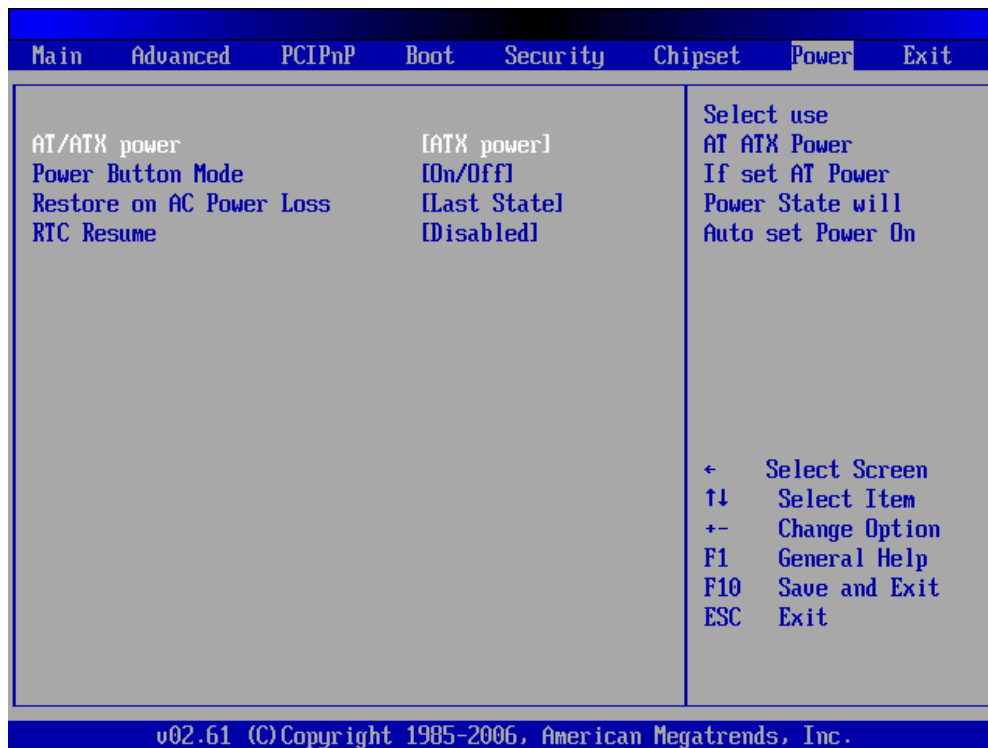 Main Advanced PCIPnP Boot Security Chipset Power Exit
AT/ATX power [ATX power]
Power Button Mode [On/Off]
Restore on AC Power Loss [Last State]
RTC Resume [Disabled]
Select use
AT ATX Power
If set AT Power
Power State will
Auto set Power On
← Select Screen
↑↓ Select Item
+- Change Option
F1 General Help
F10 Save and Exit
ESC Exit
v02.61 (C)Copyright 1985-2006, American Megatrends, Inc.